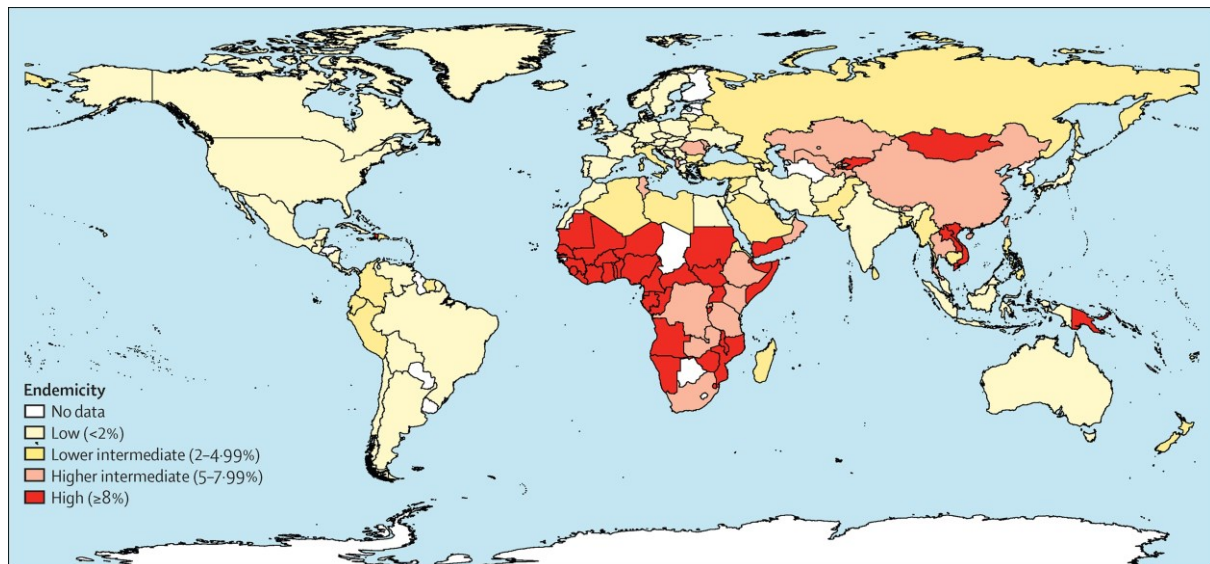 Endemicity
No data
Low (<2%)
Lower intermediate (2–4·99%)
Higher intermediate (5–7·99%)
High (≥8%)